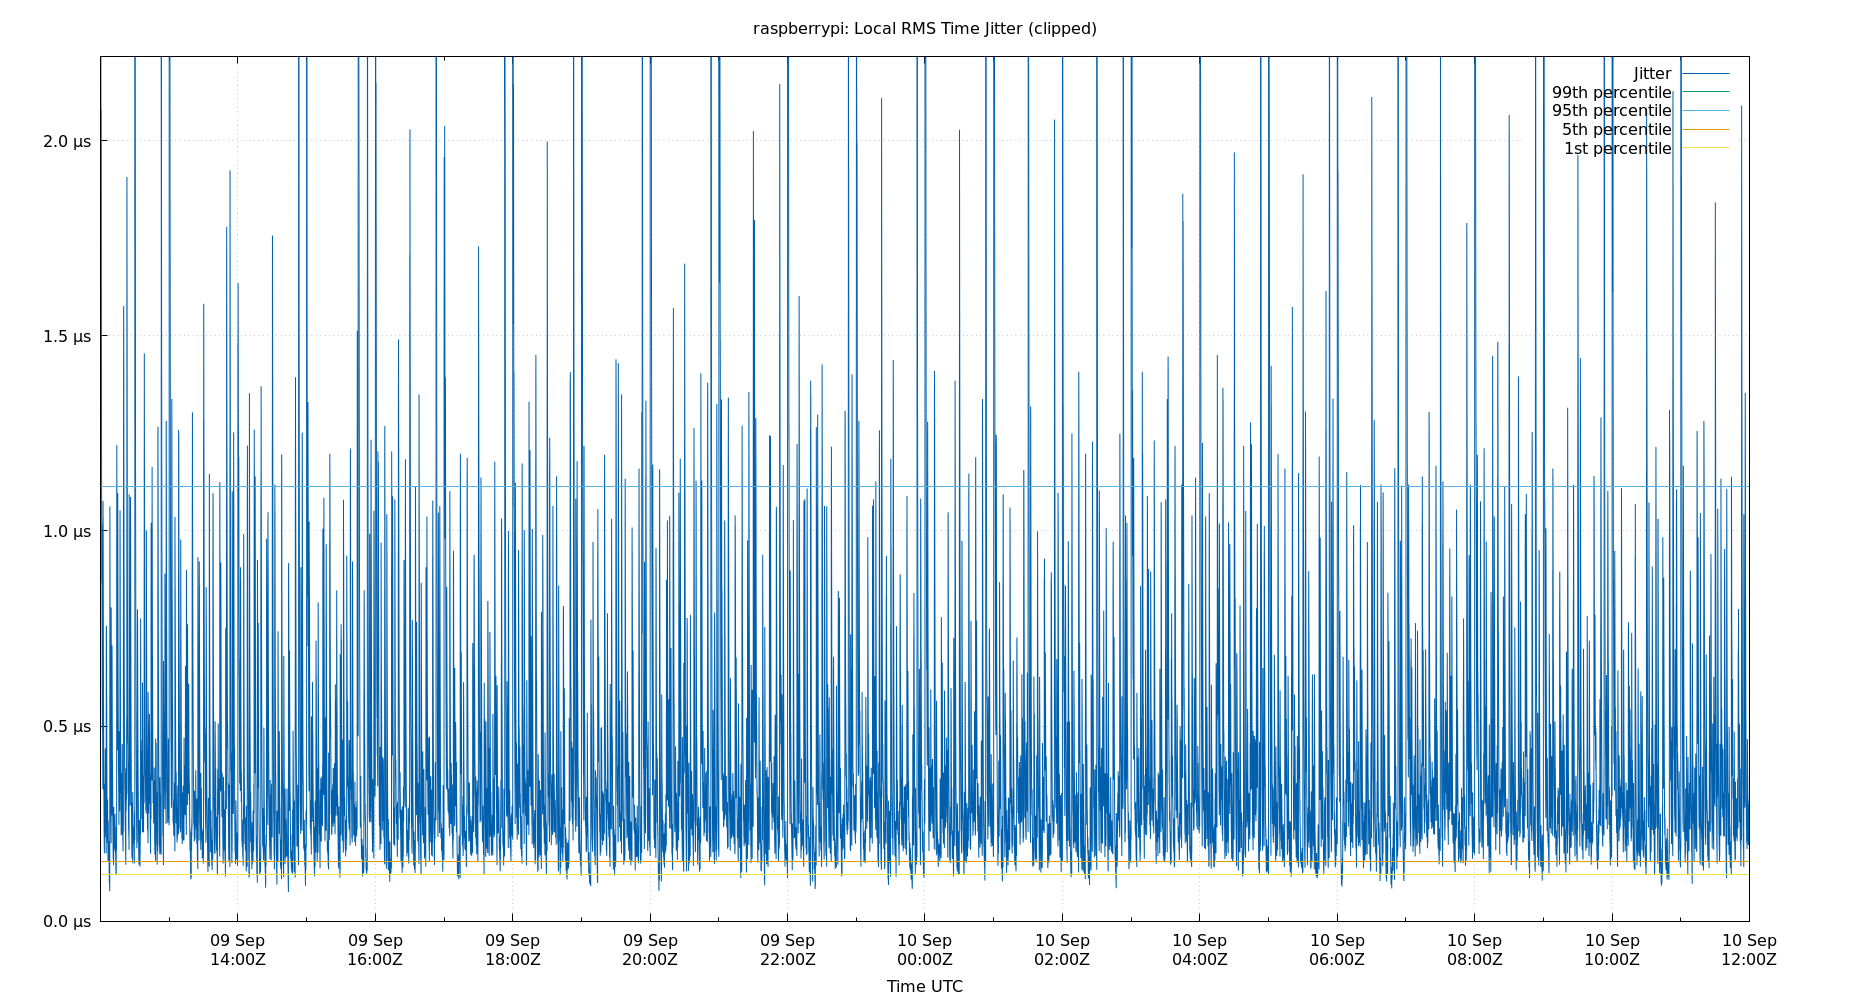 raspberrypi: Local RMS Time Jitter (clipped)
Jitter
99th percentile
95th percentile
5th percentile
1st percentile
2.0 µs
1.5 µs
1.0 µs
0.5 µs
0.0 µs
09 Sep 09 Sep 09 Sep 09 Sep 09 Sep 10 Sep 10 Sep 10 Sep 10 Sep 10 Sep 10 Sep 10 Sep
14:00Z 16:00Z 18:00Z 20:00Z 22:00Z 00:00Z 02:00Z 04:00Z 06:00Z 08:00Z 10:00Z 12:00Z
Time UTC